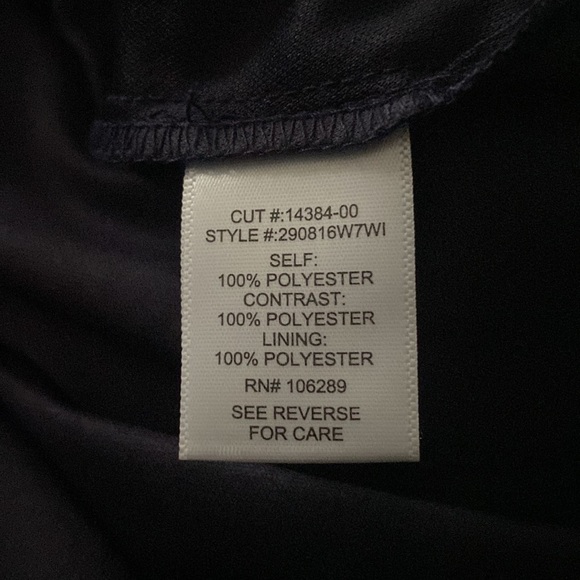 CUT #:14384-00
STYLE #:290816W7WI
SELF:
100% POLYESTER
CONTRAST:
100% POLYESTER
LINING:
100% POLYESTER
RN# 106289
SEE REVERSE
FOR CARE